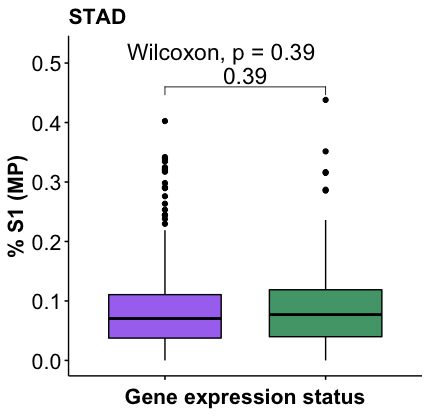 STAD
Wilcoxon, p = 0.39
0.39
0.5
0.4
0.3
0.2
0.1
0.0
% S1 (MP)
Gene expression status